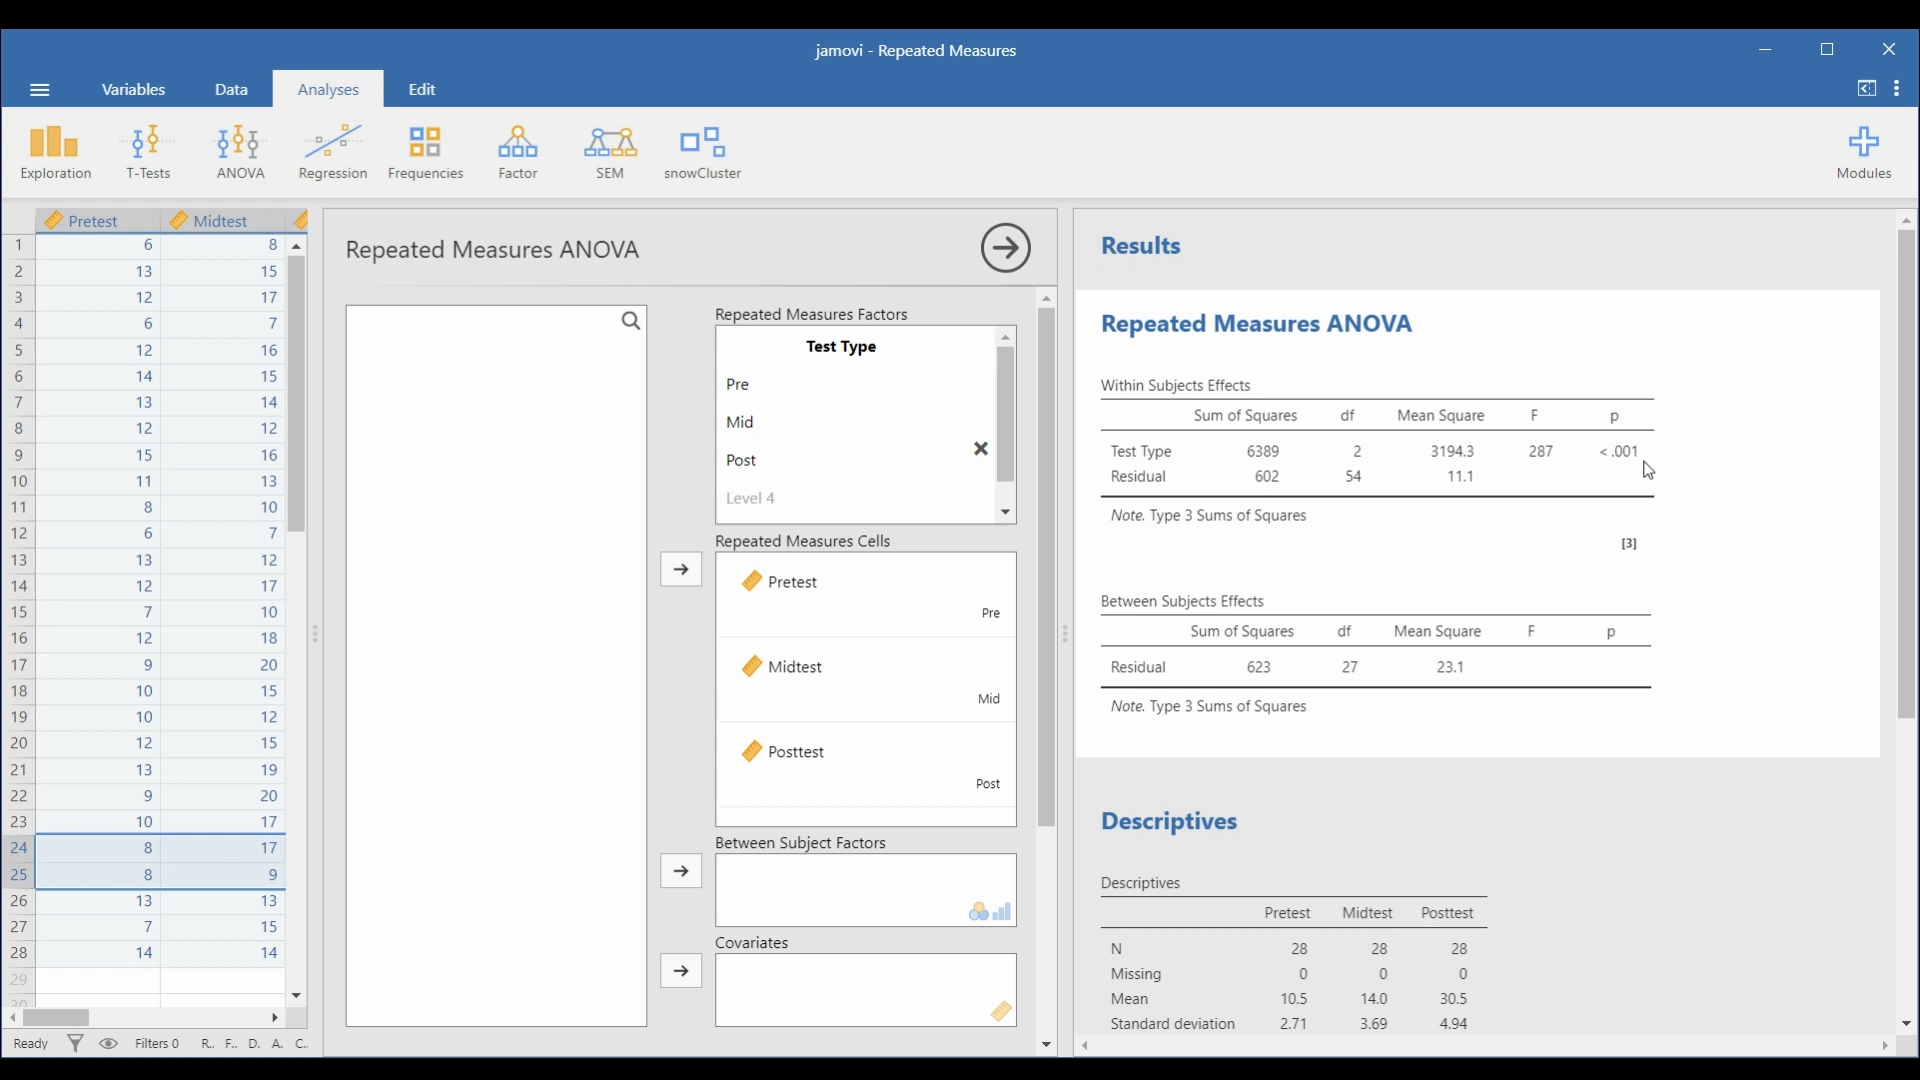 jamovi - Repeated Measures
Variables Data Analyses Edit
Exploration T-Tests ANOVA Regression Frequencies Factor SEM snowCluster Modules
Pretest Midtest
1 6 8
2 13 15
3 12 17
4 6 7
5 12 16
6 14 15
7 13 14
8 12 12
9 15 16
10 11 13
11 8 10
12 6 7
13 13 12
14 12 17
15 7 10
16 12 18
17 9 20
18 10 15
19 10 12
20 12 15
21 13 19
22 9 20
23 10 17
24 8 17
25 8 9
26 13 13
27 7 15
28 14 14
29
30
Ready Filters 0 R.. F.. D. A. C..
Repeated Measures ANOVA
Repeated Measures Factors
Test Type
Pre
Mid
Post
Level 4
Repeated Measures Cells
Pretest
Pre
Midtest
Mid
Posttest
Post
Between Subject Factors
Covariates
Results
Repeated Measures ANOVA
Within Subjects Effects
Sum of Squares df Mean Square F p
Test Type 6389 2 3194.3 287 < .001
Residual 602 54 11.1
Note. Type 3 Sums of Squares
[3]
Between Subjects Effects
Sum of Squares df Mean Square F p
Residual 623 27 23.1
Note. Type 3 Sums of Squares
Descriptives
Descriptives
Pretest Midtest Posttest
N 28 28 28
Missing 0 0 0
Mean 10.5 14.0 30.5
Standard deviation 2.71 3.69 4.94